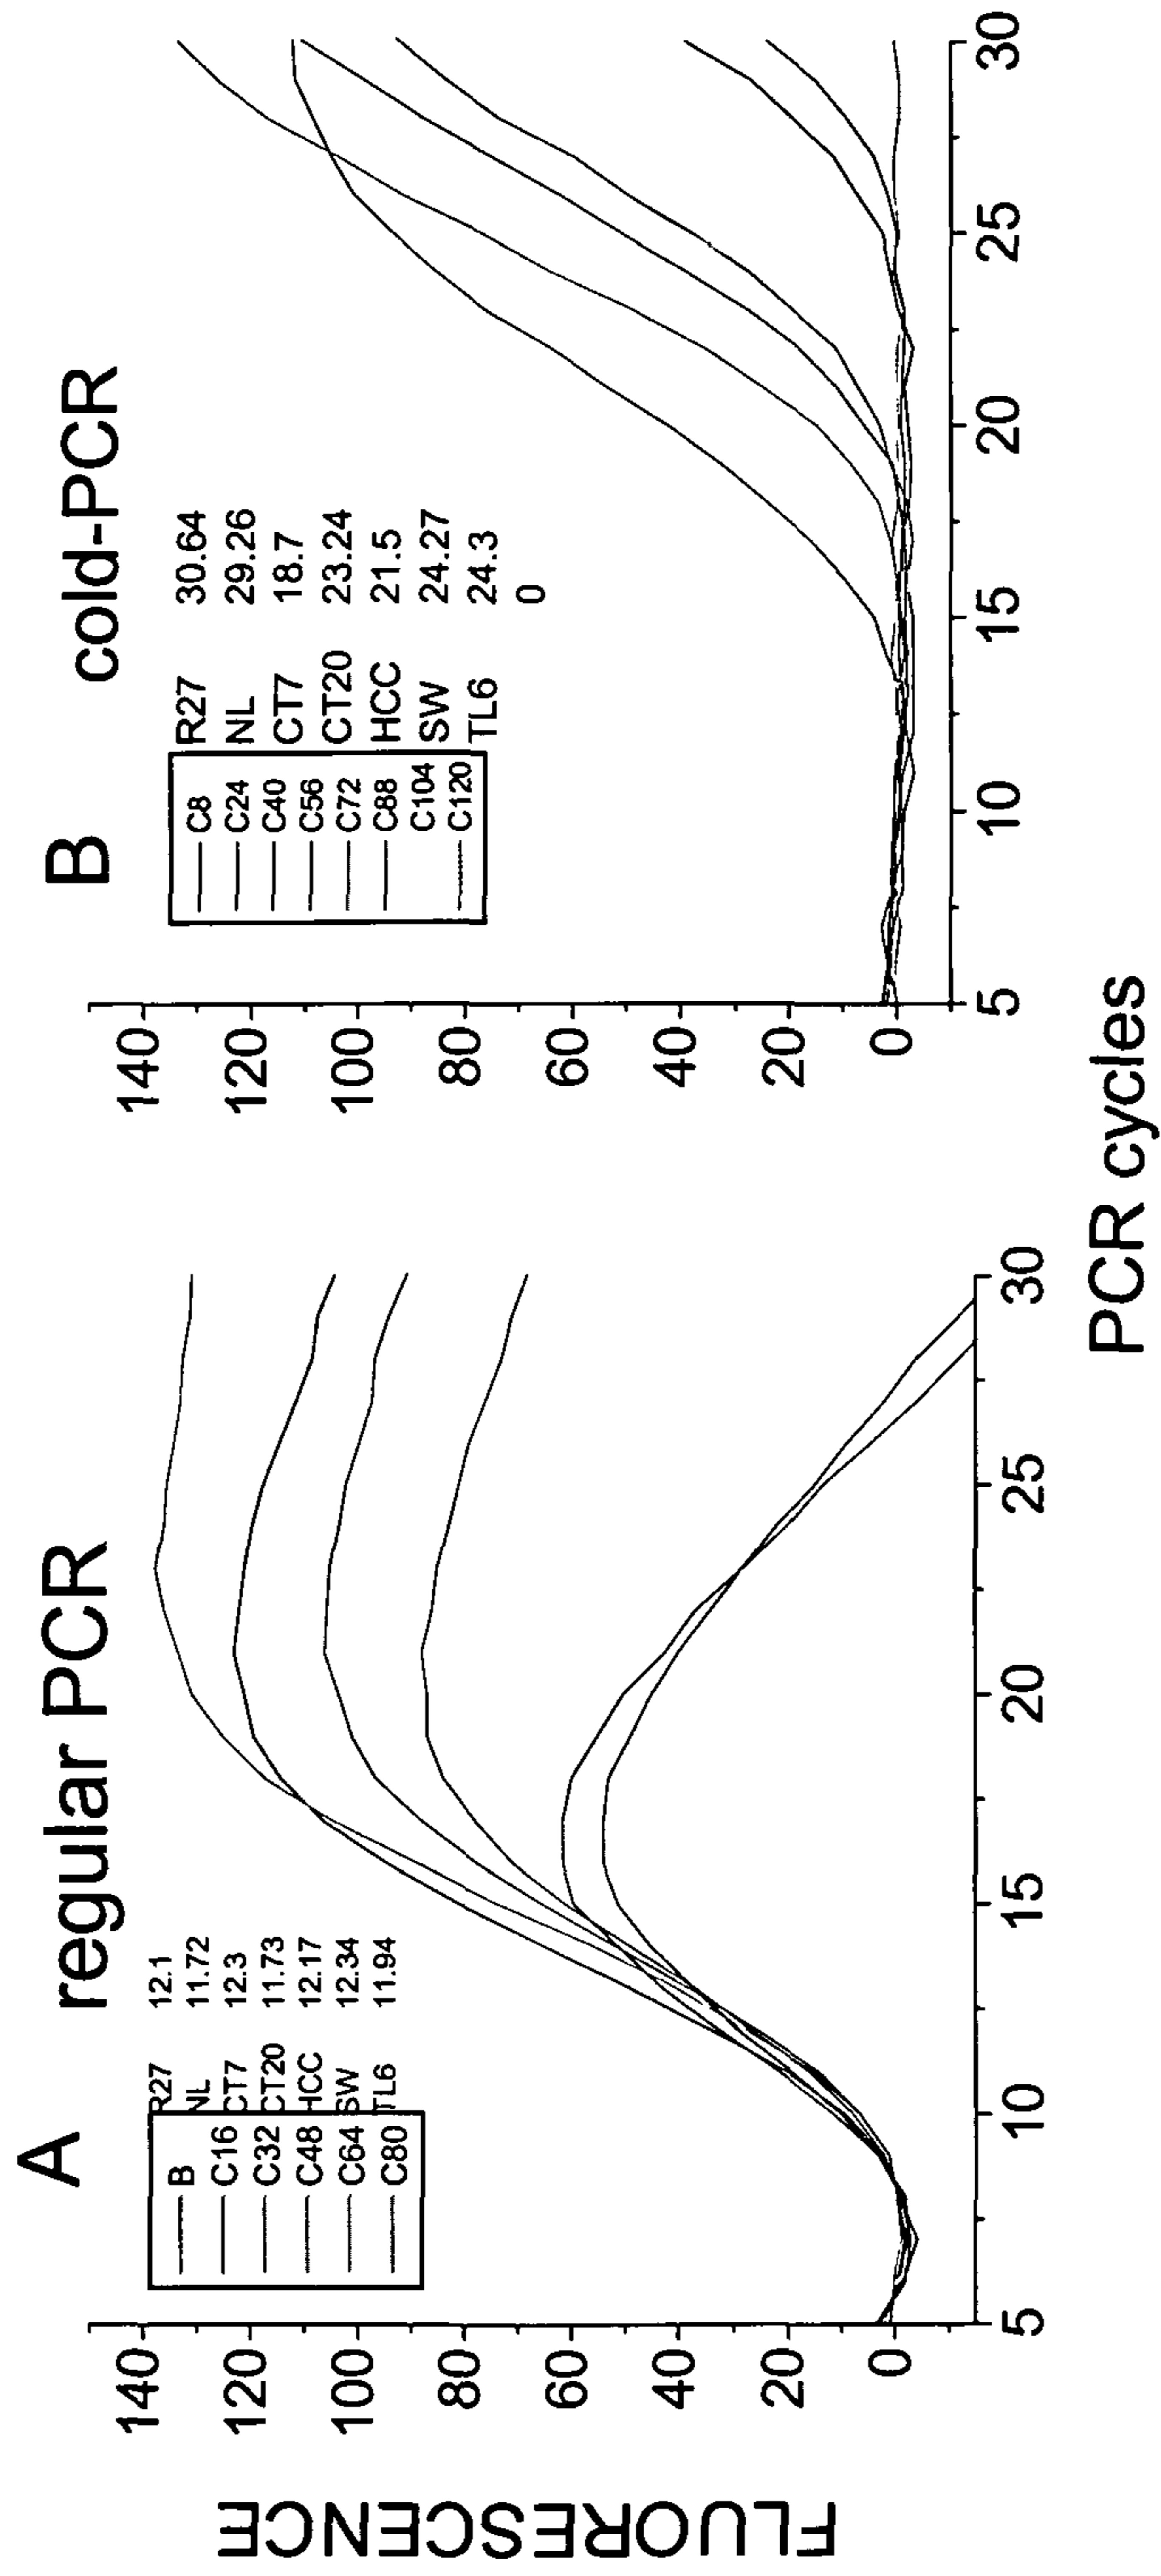 A regular PCR
R27 12.1
NL 11.72
CT7 12.3
CT20 11.73
HCC 12.17
SW 12.34
TL6 11.94
B
C16
C32
C48
C64
C80
140
120
100
80
60
40
20
0
5 10 15 20 25 30
FLUORESCENCE
B cold-PCR
R27 30.64
NL 29.26
CT7 18.7
CT20 23.24
HCC 21.5
SW 24.27
TL6 24.3
0
C8
C24
C40
C56
C72
C88
C104
C120
140
120
100
80
60
40
20
0
5 10 15 20 25 30
PCR cycles